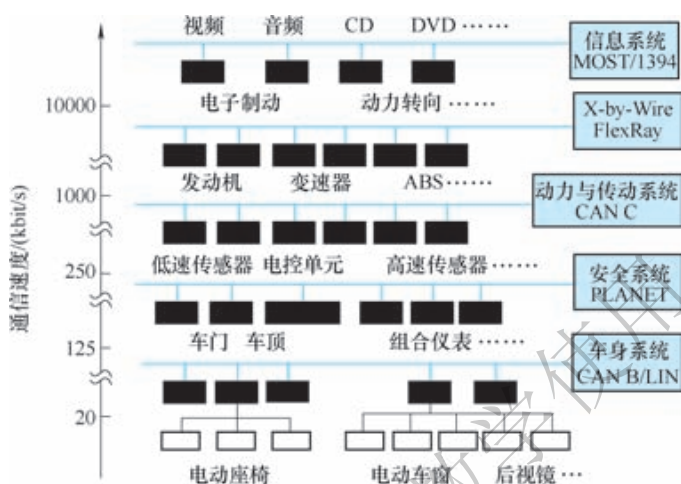 视频 音频 CD DVD……
信息系统
MOST/1394
10000
电子制动 动力转向……
X-by-Wire
FlexRay
发动机 变速器 ABS……
1000
动力与传动系统
CAN C
低速传感器 电控单元 高速传感器……
250
安全系统
PLANET
通信速度/(kbit/s)
车门 车顶 组合仪表……
125
车身系统
CAN B/LIN
20
电动座椅 电动车窗 后视镜…
学使用